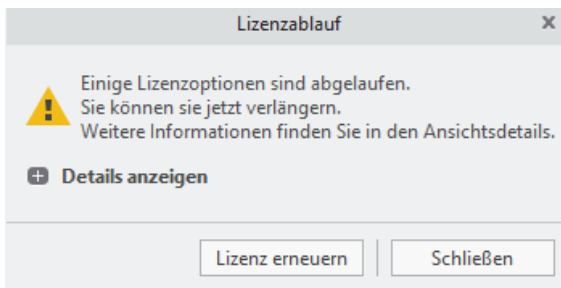 Lizenzablauf
Einige Lizenzoptionen sind abgelaufen.
Sie können sie jetzt verlängern.
Weitere Informationen finden Sie in den Ansichtsdetails.
Details anzeigen
Lizenz erneuern
Schließen